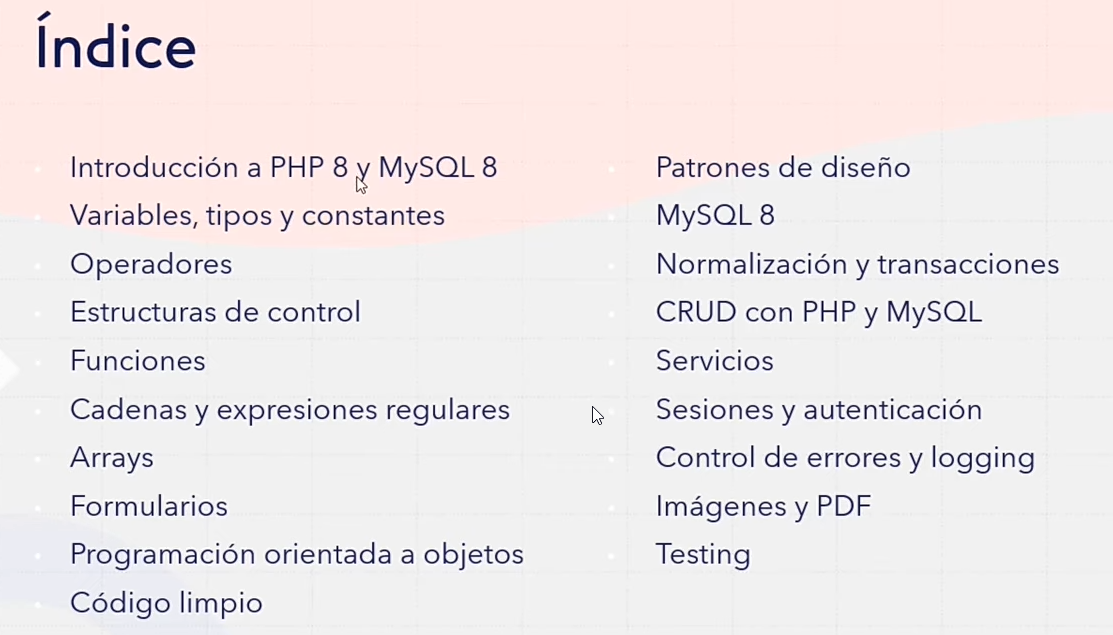 Índice
Introducción a PHP 8 y MySQL 8
Variables, tipos y constantes
Operadores
Estructuras de control
Funciones
Cadenas y expresiones regulares
Arrays
Formularios
Programación orientada a objetos
Código limpio
Patrones de diseño
MySQL 8
Normalización y transacciones
CRUD con PHP y MySQL
Servicios
Sesiones y autenticación
Control de errores y logging
Imágenes y PDF
Testing